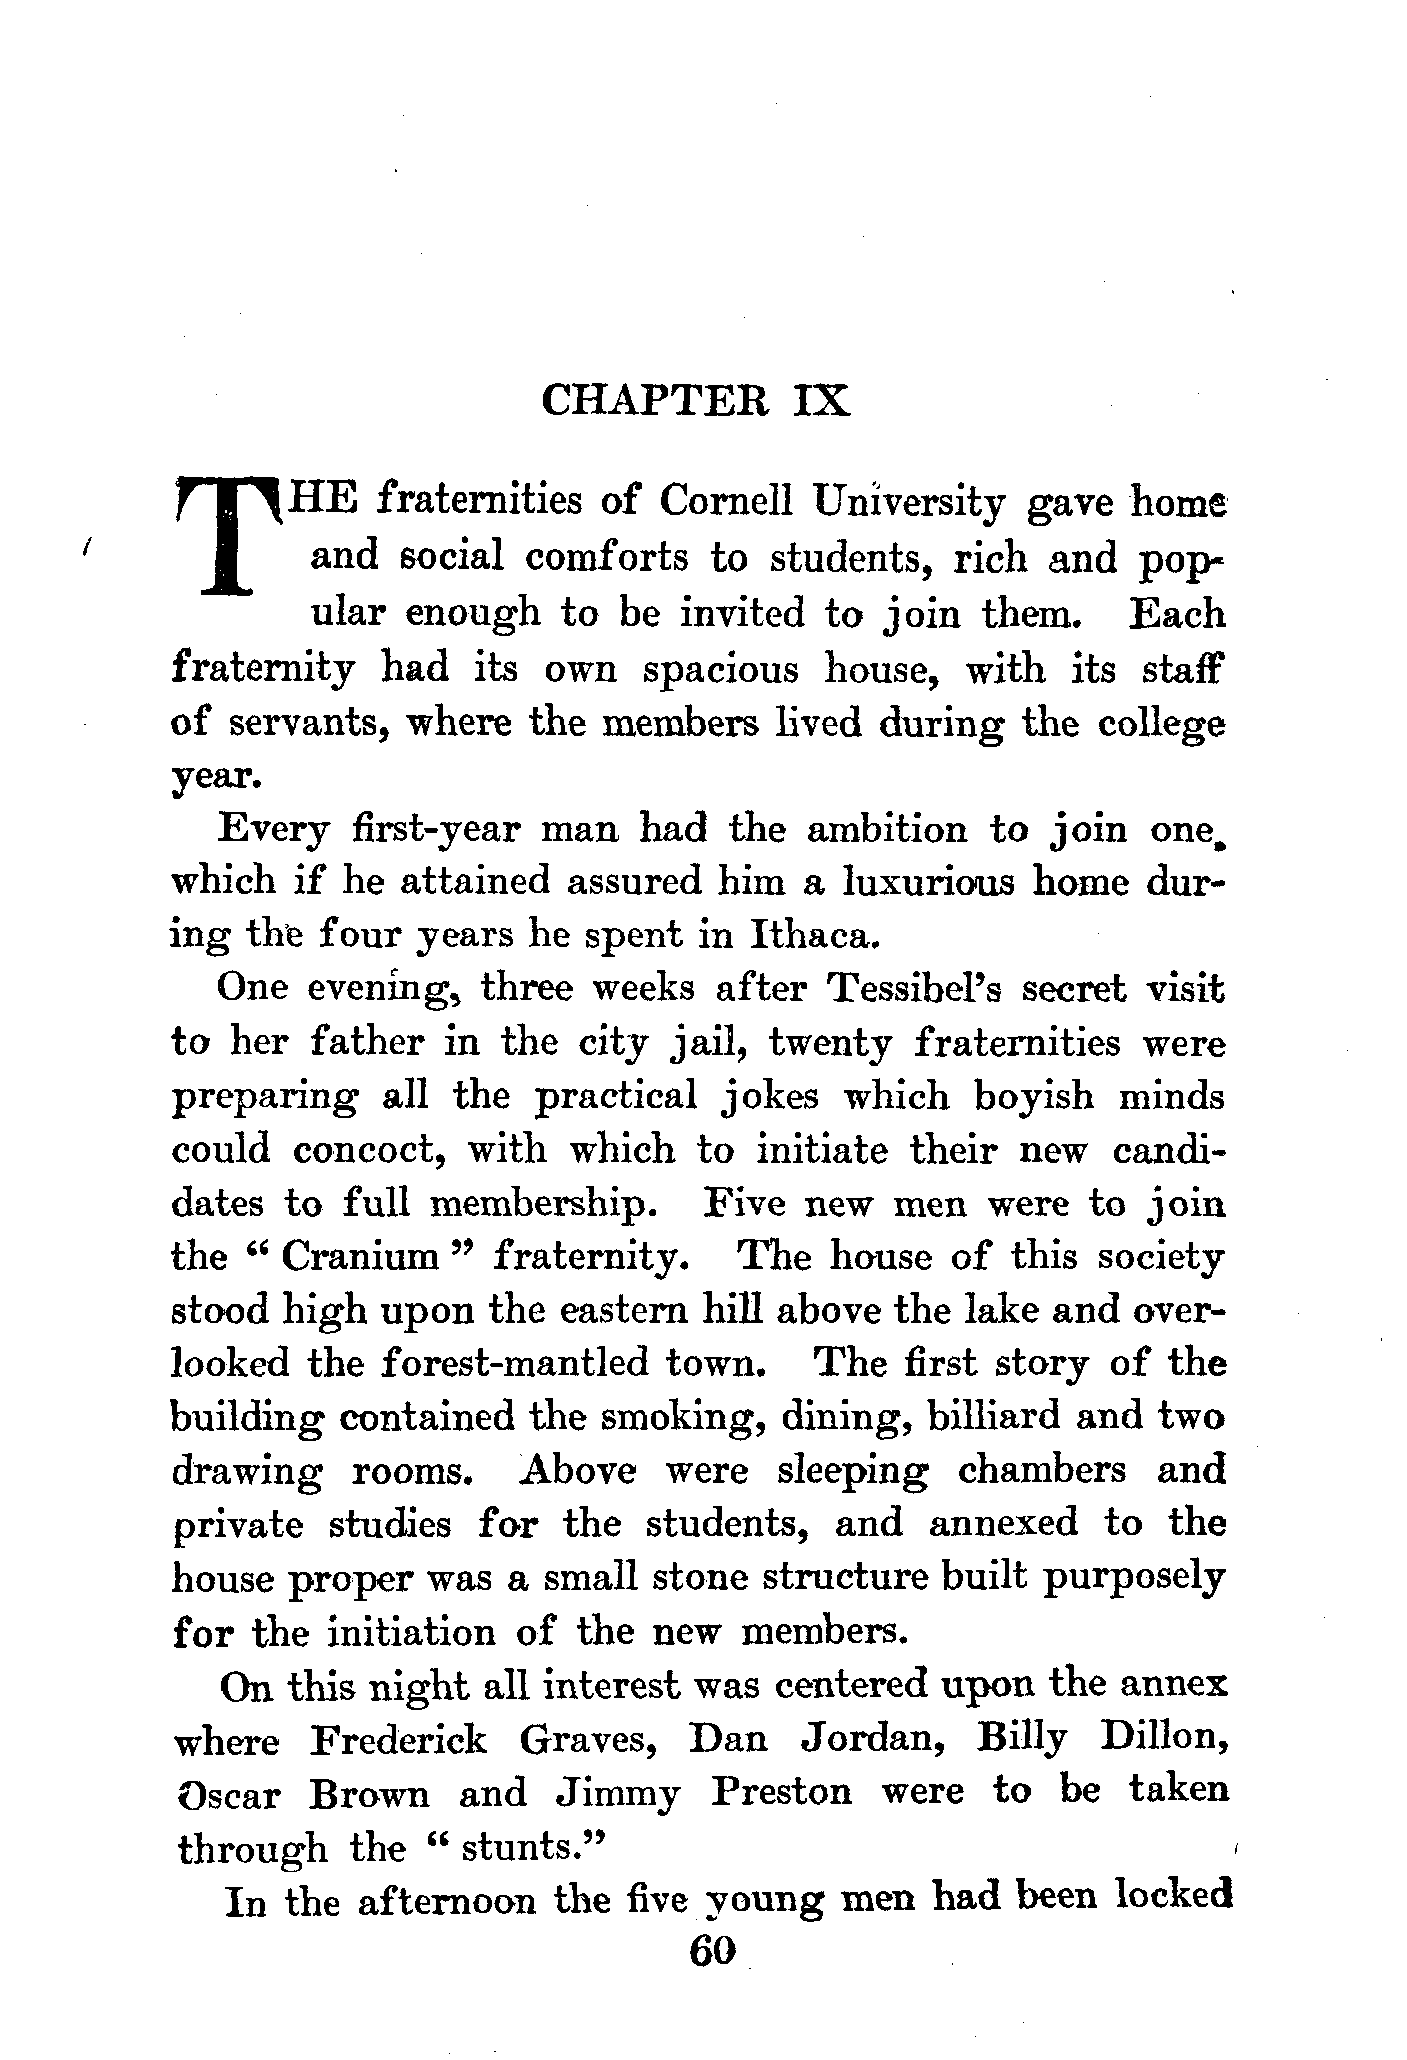 CHAPTER IX
THE fraternities of Cornell University gave home
and social comforts to students, rich and pop-
ular enough to be invited to join them. Each
fraternity had its own spacious house, with its staff
of servants, where the members lived during the college
year.
Every first-year man had the ambition to join one,
which if he attained assured him a luxurious home dur-
ing the four years he spent in Ithaca.
One evening, three weeks after Tessibel's secret visit
to her father in the city jail, twenty fraternities were
preparing all the practical jokes which boyish minds
could concoct, with which to initiate their new candi-
dates to full membership. Five new men were to join
the " Cranium " fraternity. The house of this society
stood high upon the eastern hill above the lake and over-
looked the forest-mantled town. The first story of the
building contained the smoking, dining, billiard and two
drawing rooms. Above were sleeping chambers and
private studies for the students, and annexed to the
house proper was a small stone structure built purposely
for the initiation of the new members.
On this night all interest was centered upon the annex
where Frederick Graves, Dan Jordan, Billy Dillon,
Oscar Brown and Jimmy Preston were to be taken
through the " stunts."
In the afternoon the five young men had been locked
60